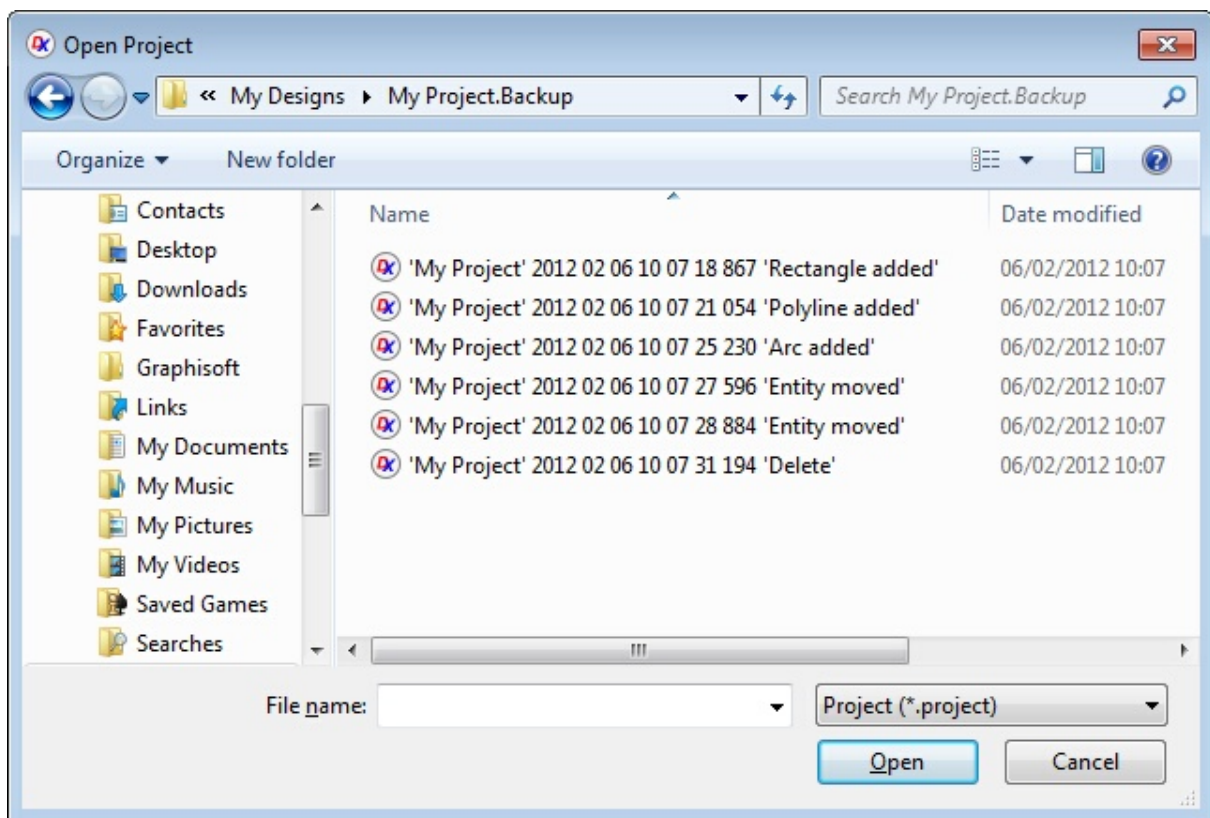 Open Project
« My Designs ▸ My Project.Backup
Search My Project.Backup
Organize
New folder
Contacts
Desktop
Downloads
Favorites
Graphisoft
Links
My Documents
My Music
My Pictures
My Videos
Saved Games
Searches
Name Date modified
'My Project' 2012 02 06 10 07 18 867 'Rectangle added' 06/02/2012 10:07
'My Project' 2012 02 06 10 07 21 054 'Polyline added' 06/02/2012 10:07
'My Project' 2012 02 06 10 07 25 230 'Arc added' 06/02/2012 10:07
'My Project' 2012 02 06 10 07 27 596 'Entity moved' 06/02/2012 10:07
'My Project' 2012 02 06 10 07 28 884 'Entity moved' 06/02/2012 10:07
'My Project' 2012 02 06 10 07 31 194 'Delete' 06/02/2012 10:07
File name:
Project (*.project)
Open
Cancel